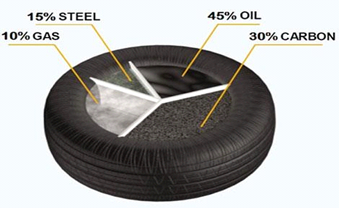 15% STEEL
45% OIL
10% GAS
30% CARBON